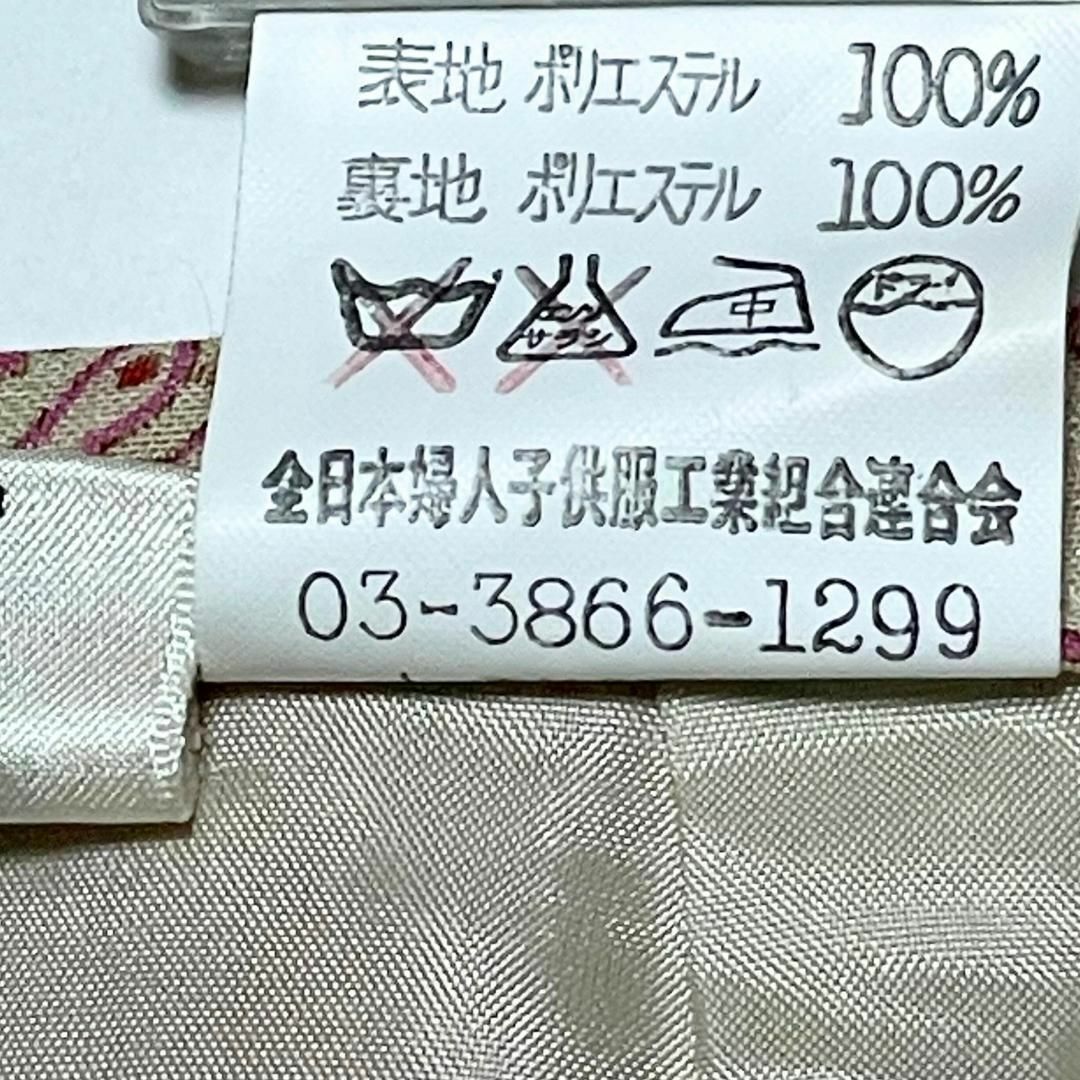 表地 ポリエステル 100%
裏地 ポリエステル 100%
エンソ サラシ 中 ドライ
全日本婦人子供服工業組合連合会
03-3866-1299